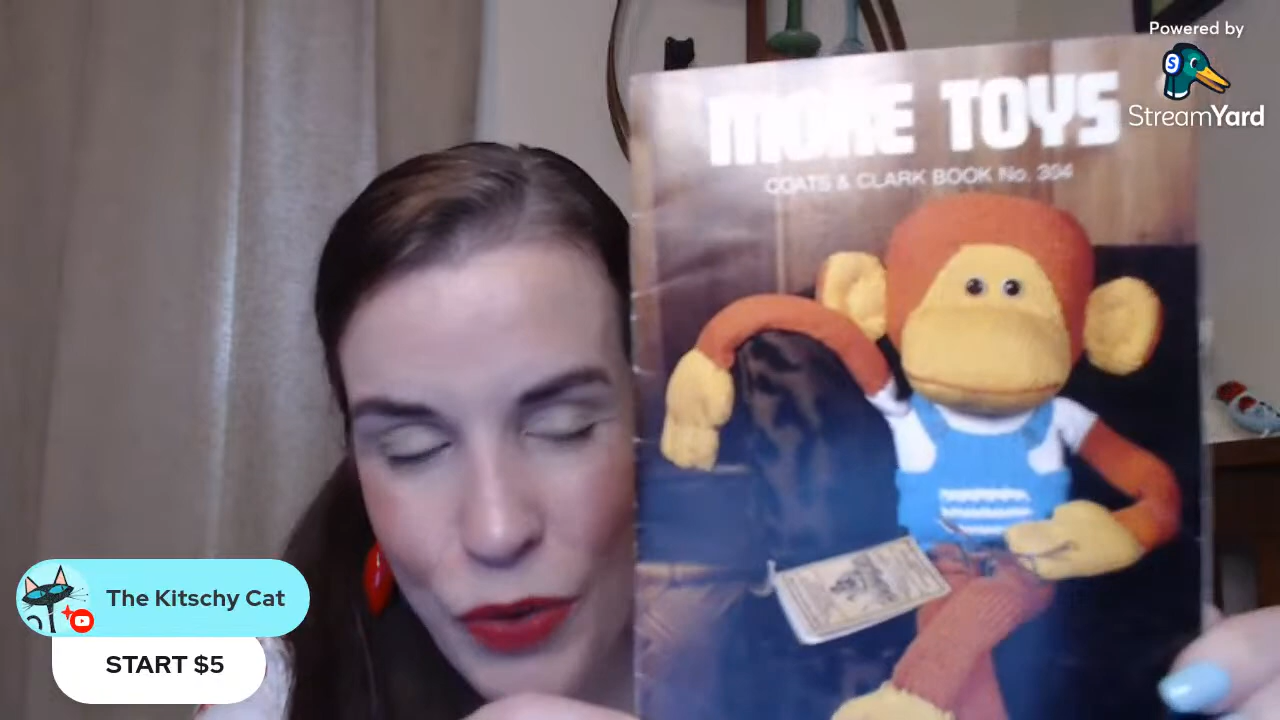 Powered by
StreamYard
MORE TOYS
COATS & CLARK BOOK No. 304
The Kitschy Cat
START $5